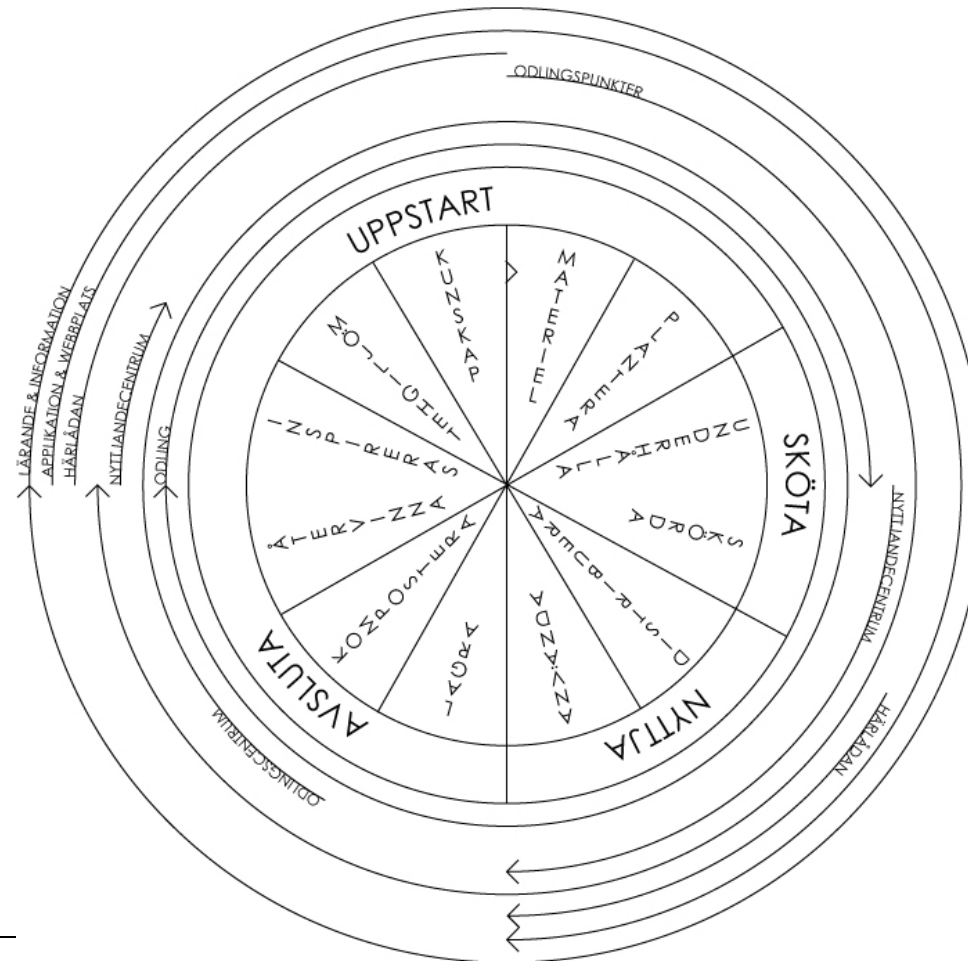 ODLINGSPUNKTER
UPPSTART
KUNSKAP
MATERIEL
PLANTERA
MÖJLIGHET
INSPIRERAS
ÅTERVINNA
KOMPOSTERA
LAGRA
ANVÄNDA
DISTRIBUERA
SKÖRDA
UNDERHÅLLA
SKÖTA
NYTTJA
AVSLUTA
LÄRANDE & INFORMATION
APPLIKATION & WEBBPLATS
HÄRLÅDAN
NYTTJANDECENTRUM
ODLING
NYTTJANDECENTRUM
HÄRLÅDAN
ODLINGSCENTRUM